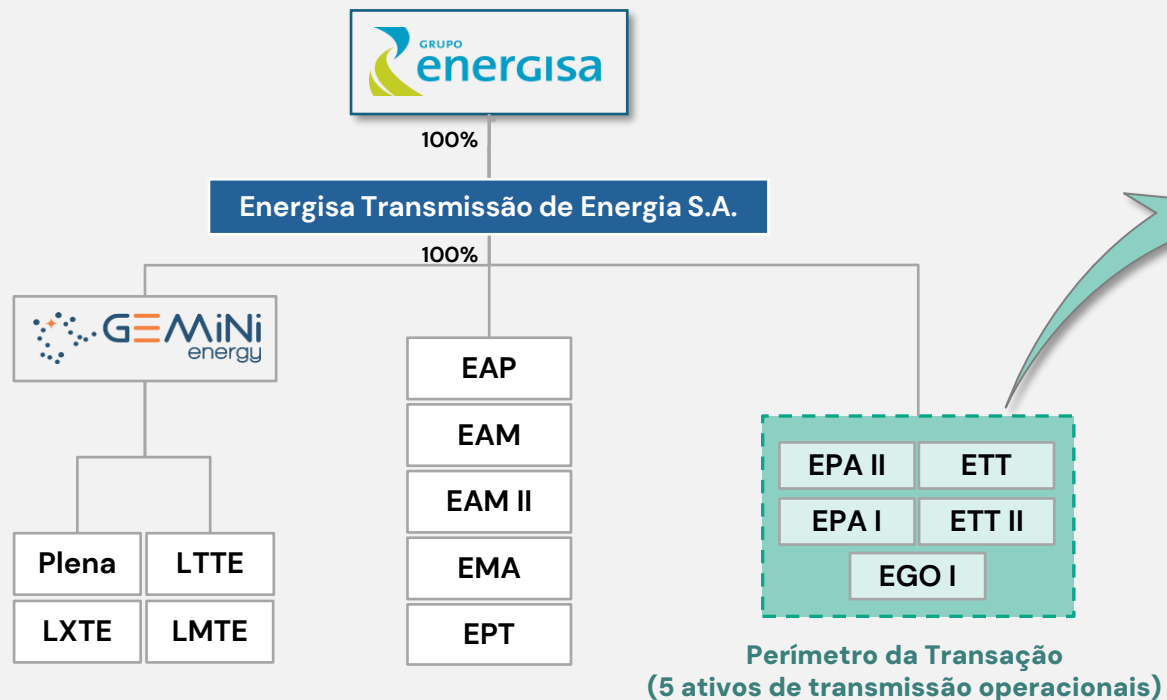 GRUPO
energisa
100%
Energisa Transmissão de Energia S.A.
100%
GEMiNi
energy
Plena
LTTE
LXTE
LMTE
EAP
EAM
EAM II
EMA
EPT
EPA II
ETT
EPA I
ETT II
EGO I
Perímetro da Transação
(5 ativos de transmissão operacionais)